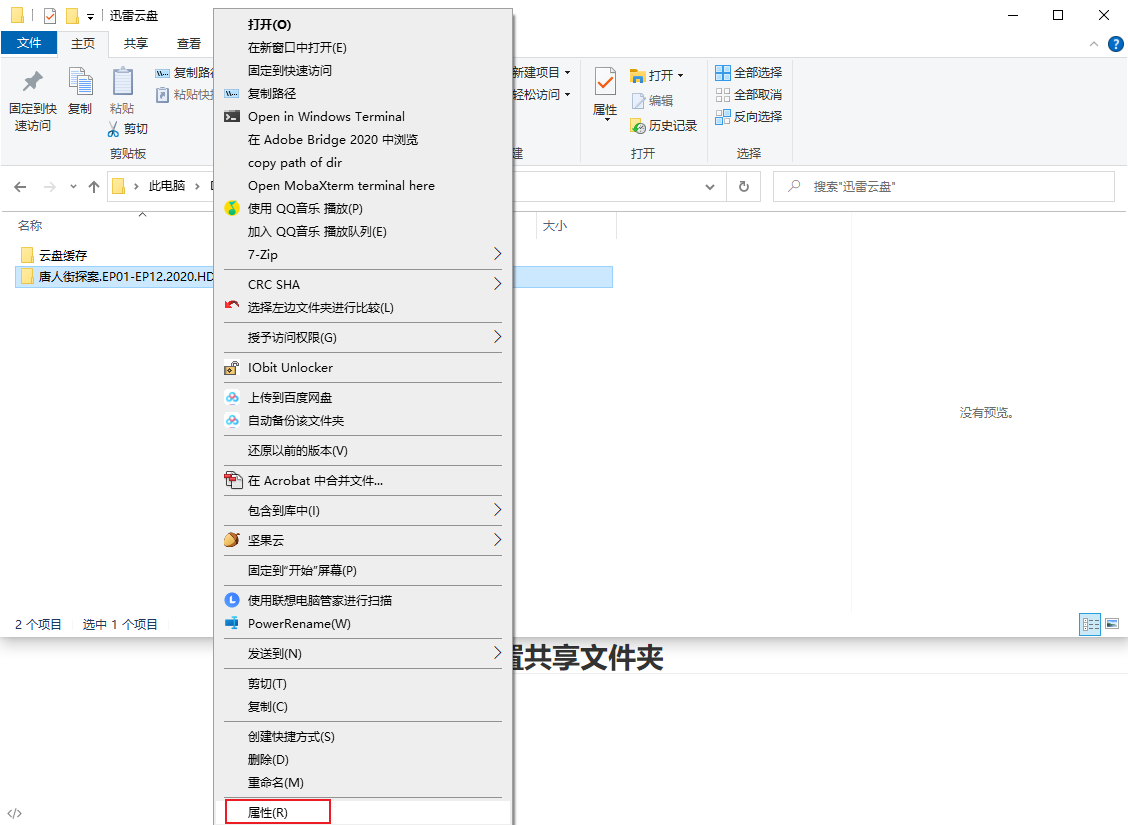 迅雷云盘
文件 主页 共享 查看
固定到快速访问
复制
粘贴
复制路径
剪切
剪贴板
新建项目
轻松访问
属性
打开
编辑
历史记录
打开
全部选择
全部取消
反向选择
选择
此电脑
搜索"迅雷云盘"
名称
大小
云盘缓存
唐人街探案.EP01-EP12.2020.HD
没有预览。
2 个项目
选中 1 个项目
打开(O)
在新窗口中打开(E)
固定到快速访问
复制路径
Open in Windows Terminal
在 Adobe Bridge 2020 中浏览
copy path of dir
Open MobaXterm terminal here
使用 QQ音乐 播放(P)
加入 QQ音乐 播放队列(E)
7-Zip
CRC SHA
选择左边文件夹进行比较(L)
授予访问权限(G)
IObit Unlocker
上传到百度网盘
自动备份该文件夹
还原以前的版本(V)
在 Acrobat 中合并文件...
包含到库中(I)
坚果云
固定到"开始"屏幕(P)
使用联想电脑管家进行扫描
PowerRename(W)
发送到(N)
剪切(T)
复制(C)
创建快捷方式(S)
删除(D)
重命名(M)
属性(R)
置共享文件夹